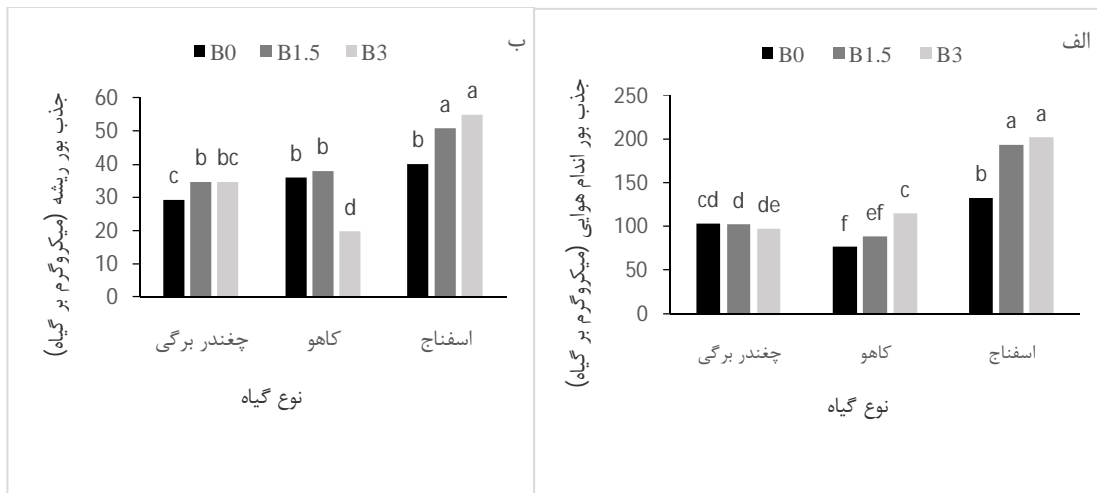 الف
B0 B1.5 B3
جذب بور اندام هوایی (میکروگرم بر گیاه)
250
200
150
100
50
0
cd d de f ef c b a a
چغندر برگی کاهو اسفناج
نوع گیاه
ب
B0 B1.5 B3
جذب بور ریشه (میکروگرم بر گیاه)
60
50
40
30
20
10
0
c b bc b b d b a a
چغندر برگی کاهو اسفناج
نوع گیاه